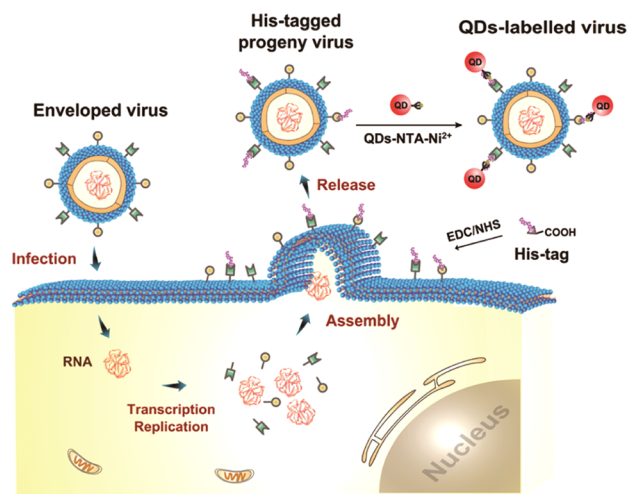 His-tagged
progeny virus
QDs-labelled virus
Enveloped virus
QD
QD
QD
QDs-NTA-Ni²⁺
QD
Release
Infection
EDC/NHS
COOH
His-tag
Assembly
RNA
Transcription
Replication
Nucleus